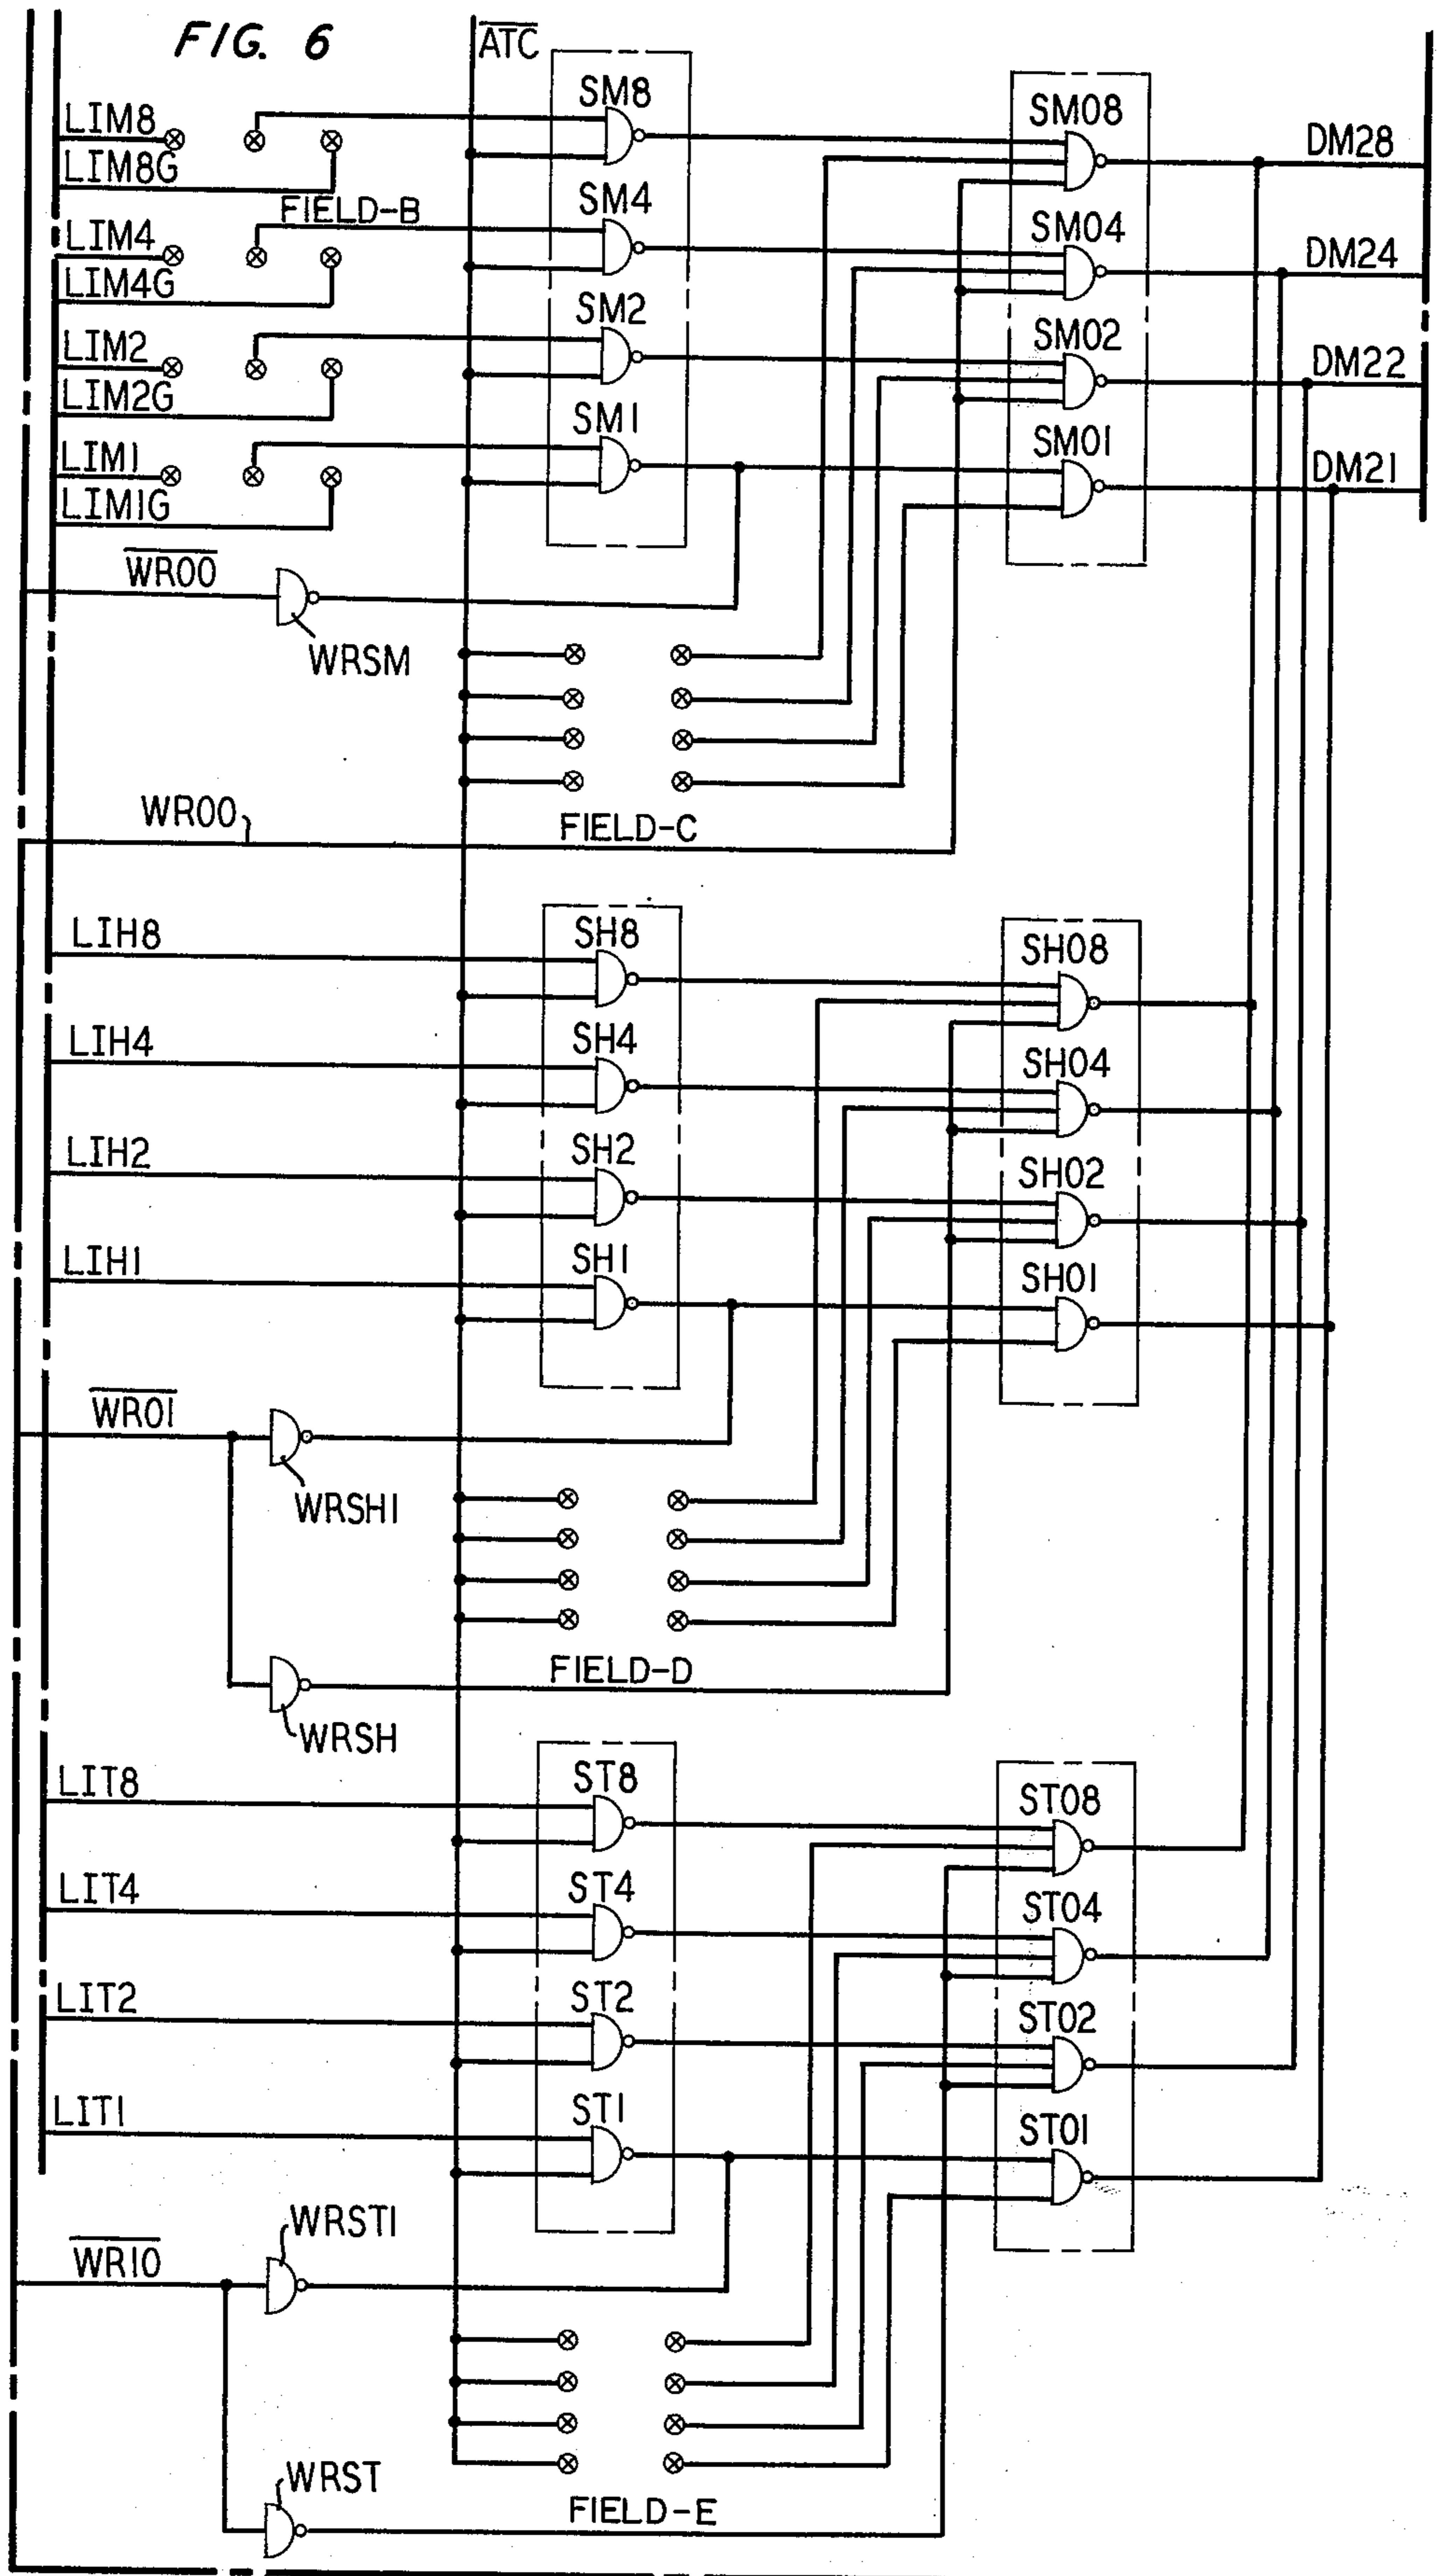 FIG. 6
ATC
SM8
SM08
LIM8
DM28
LIM8G
FIELD-B
SM4
SM04
LIM4
DM24
LIM4G
SM2
SM02
LIM2
DM22
LIM2G
SM1
SM01
LIM1
DM21
LIM1G
WR00
WRSM
WR00
FIELD-C
LIH8
SH8
SH08
LIH4
SH4
SH04
LIH2
SH2
SH02
LIH1
SH1
SH01
WR01
WRSH1
FIELD-D
WRSH
LIT8
ST8
ST08
LIT4
ST4
ST04
LIT2
ST2
ST02
LIT1
ST1
ST01
WRST1
WR10
WRST
FIELD-E